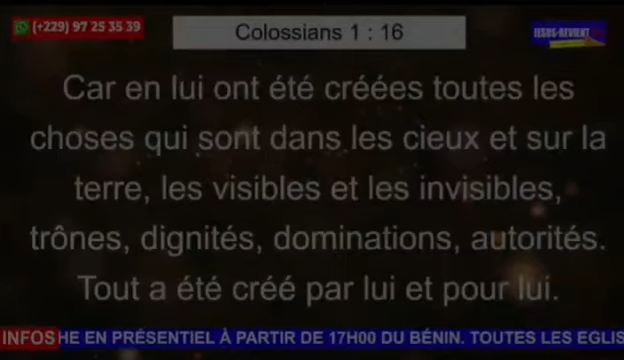 (+229) 97 25 35 39
Colossians 1 : 16
JESUS-REVIENT
Car en lui ont été créées toutes les
choses qui sont dans les cieux et sur la
terre, les visibles et les invisibles,
trônes, dignités, dominations, autorités.
Tout a été créé par lui et pour lui.
INFOS HE EN PRÉSENTIEL À PARTIR DE 17H00 DU BÉNIN. TOUTES LES EGLIS